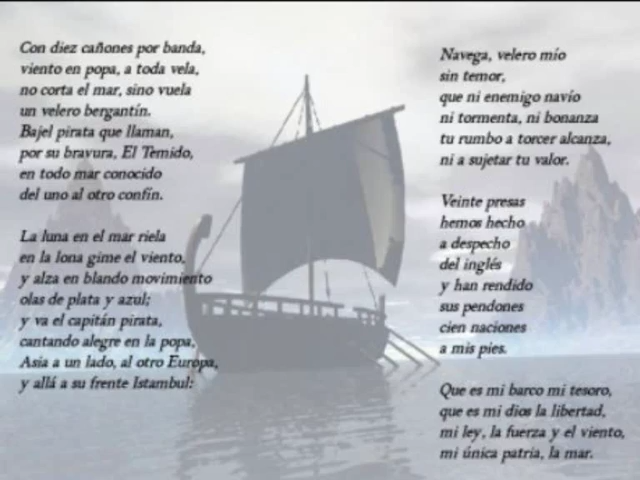 Con diez cañones por banda,
viento en popa, a toda vela,
no corta el mar, sino vuela
un velero bergantín.
Bajel pirata que llaman,
por su bravura, El Temido,
en todo mar conocido
del uno al otro confín.

La luna en el mar riela
en la lona gime el viento,
y alza en blando movimiento
olas de plata y azul;
y va el capitán pirata,
cantando alegre en la popa,
Asia a un lado, al otro Europa,
y allá a su frente Istambul:

Navega, velero mío
sin temor,
que ni enemigo navío
ni tormenta, ni bonanza
tu rumbo a torcer alcanza,
ni a sujetar tu valor.

Veinte presas
hemos hecho
a despecho
del inglés
y han rendido
sus pendones
cien naciones
a mis pies.

Que es mi barco mi tesoro,
que es mi dios la libertad,
mi ley, la fuerza y el viento,
mi única patria, la mar.